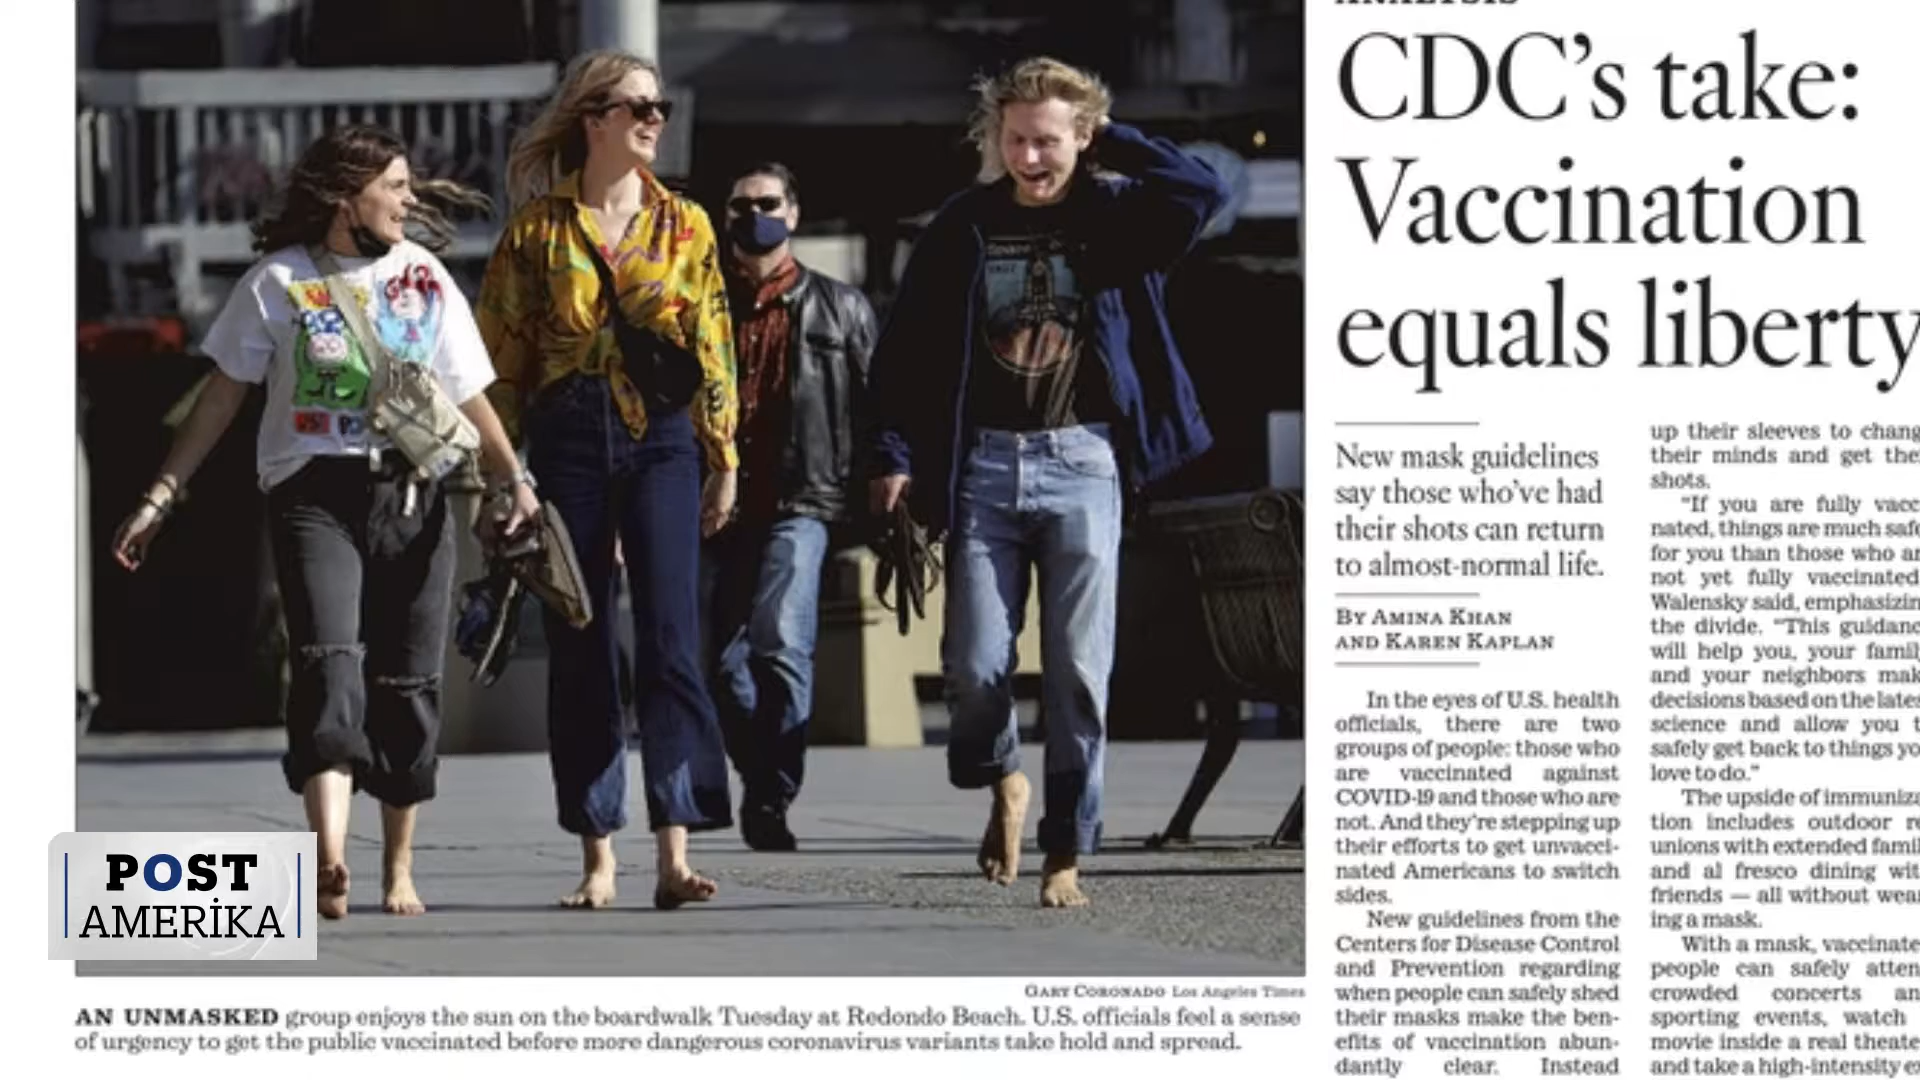 ANALYSIS
CDC's take:
Vaccination
equals liberty
New mask guidelines
say those who've had
their shots can return
to almost-normal life.
BY AMINA KHAN
AND KAREN KAPLAN
In the eyes of U.S. health
officials, there are two
groups of people: those who
are vaccinated against
COVID-19 and those who are
not. And they're stepping up
their efforts to get unvacci-
nated Americans to switch
sides.
New guidelines from the
Centers for Disease Control
and Prevention regarding
when people can safely shed
their masks make the ben-
efits of vaccination abun-
dantly clear. Instead
up their sleeves to chang
their minds and get the
shots.
"If you are fully vacc
nated, things are much safe
for you than those who ar
not yet fully vaccinated
Walensky said, emphasizin
the divide. "This guidanc
will help you, your family
and your neighbors mak
decisions based on the lates
science and allow you t
safely get back to things yo
love to do."
The upside of immuniza
tion includes outdoor re
unions with extended famil
and al fresco dining wit
friends — all without wear
ing a mask.
With a mask, vaccinate
people can safely atten
crowded concerts an
sporting events, watch
movie inside a real theate
and take a high-intensity ex
GARY CORONADO Los Angeles Times
AN UNMASKED group enjoys the sun on the boardwalk Tuesday at Redondo Beach. U.S. officials feel a sense
of urgency to get the public vaccinated before more dangerous coronavirus variants take hold and spread.
POST
AMERİKA